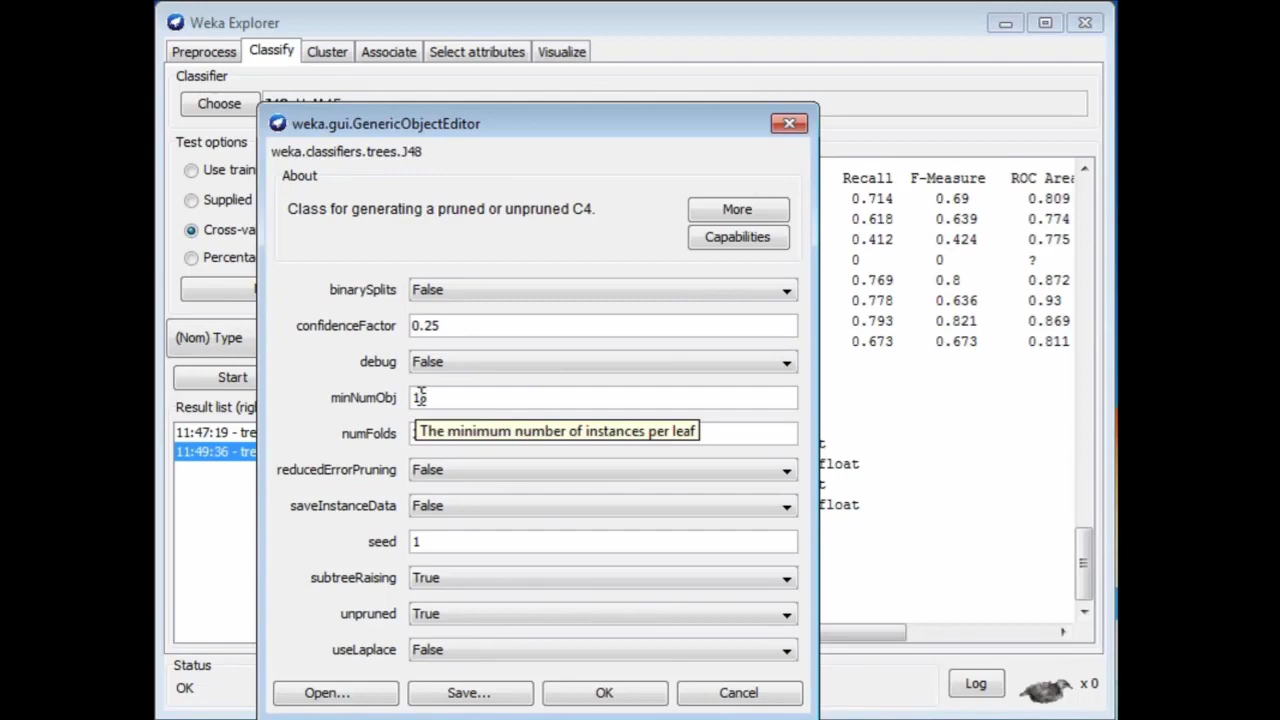 Weka Explorer
Preprocess Classify Cluster Associate Select attributes Visualize
Classifier
Choose
weka.gui.GenericObjectEditor
weka.classifiers.trees.J48
Test options
Use train
Supplied
Cross-va
Percenta
(Nom) Type
Start
Result list (rig
11:47:19 - tre
11:49:36 - tre
About
Class for generating a pruned or unpruned C4.
More
Capabilities
binarySplits False
confidenceFactor 0.25
debug False
minNumObj
The minimum number of instances per leaf
numFolds
reducedErrorPruning False
saveInstanceData False
seed 1
subtreeRaising True
unpruned True
useLaplace False
Open... Save... OK Cancel
Recall F-Measure ROC Area
0.714 0.69 0.809
0.618 0.639 0.774
0.412 0.424 0.775
0 0 ?
0.769 0.8 0.872
0.778 0.636 0.93
0.793 0.821 0.869
0.673 0.673 0.811
float
float
Status
OK
Log
x 0